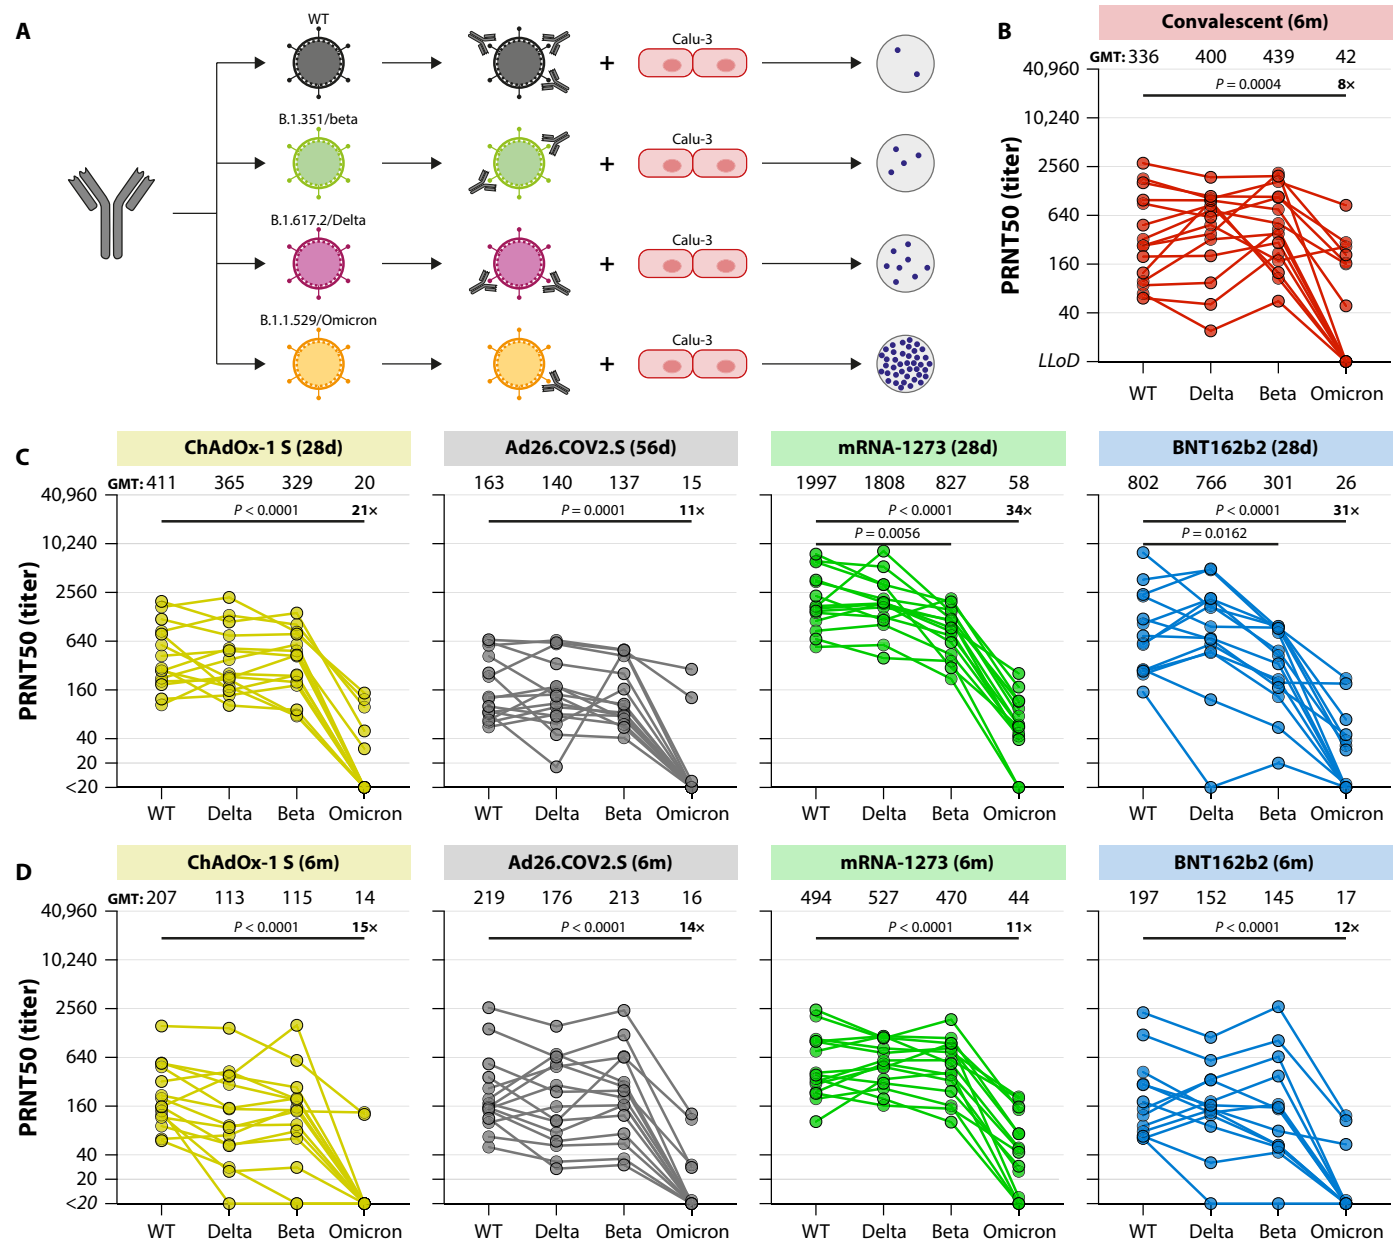 A
WT
Calu-3
+
B.1.351/beta
Calu-3
+
B.1.617.2/Delta
Calu-3
+
B.1.1.529/Omicron
Calu-3
+
B
Convalescent (6m)
GMT: 336 400 439 42
P = 0.0004 8×
PRNT50 (titer)
40,960
10,240
2560
640
160
40
LLoD
WT Delta Beta Omicron
C
ChAdOx-1 S (28d)
GMT: 411 365 329 20
P < 0.0001 21×
PRNT50 (titer)
40,960
10,240
2560
640
160
40
20
<20
WT Delta Beta Omicron
Ad26.COV2.S (56d)
163 140 137 15
P = 0.0001 11×
WT Delta Beta Omicron
mRNA-1273 (28d)
1997 1808 827 58
P < 0.0001 34×
P = 0.0056
WT Delta Beta Omicron
BNT162b2 (28d)
802 766 301 26
P < 0.0001 31×
P = 0.0162
WT Delta Beta Omicron
D
ChAdOx-1 S (6m)
GMT: 207 113 115 14
P < 0.0001 15×
PRNT50 (titer)
40,960
10,240
2560
640
160
40
20
<20
WT Delta Beta Omicron
Ad26.COV2.S (6m)
219 176 213 16
P < 0.0001 14×
WT Delta Beta Omicron
mRNA-1273 (6m)
494 527 470 44
P < 0.0001 11×
WT Delta Beta Omicron
BNT162b2 (6m)
197 152 145 17
P < 0.0001 12×
WT Delta Beta Omicron